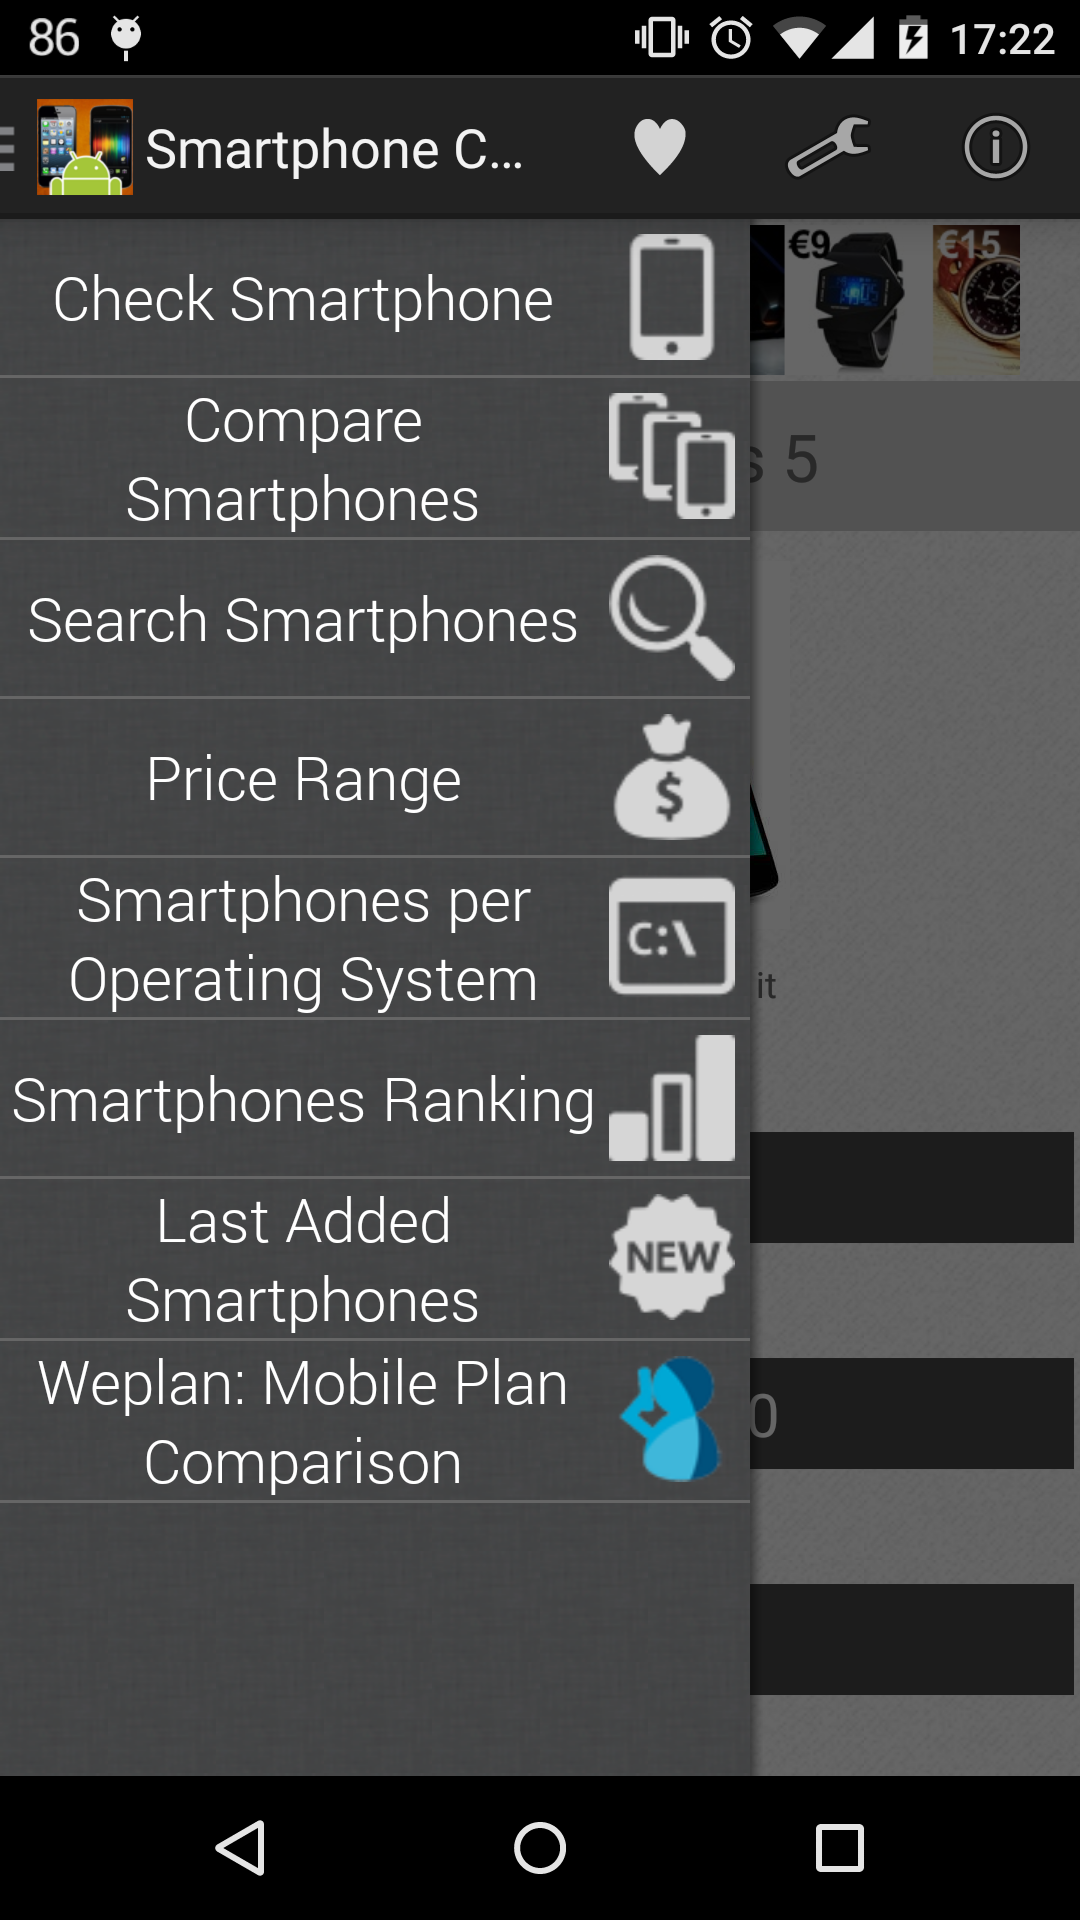 86
17:22
Smartphone C...
€9
€15
Check Smartphone
s 5
Compare
Smartphones
Search Smartphones
Price Range
$
Smartphones per
Operating System
C:\
it
Smartphones Ranking
Last Added
Smartphones
NEW
Weplan: Mobile Plan
Comparison
0